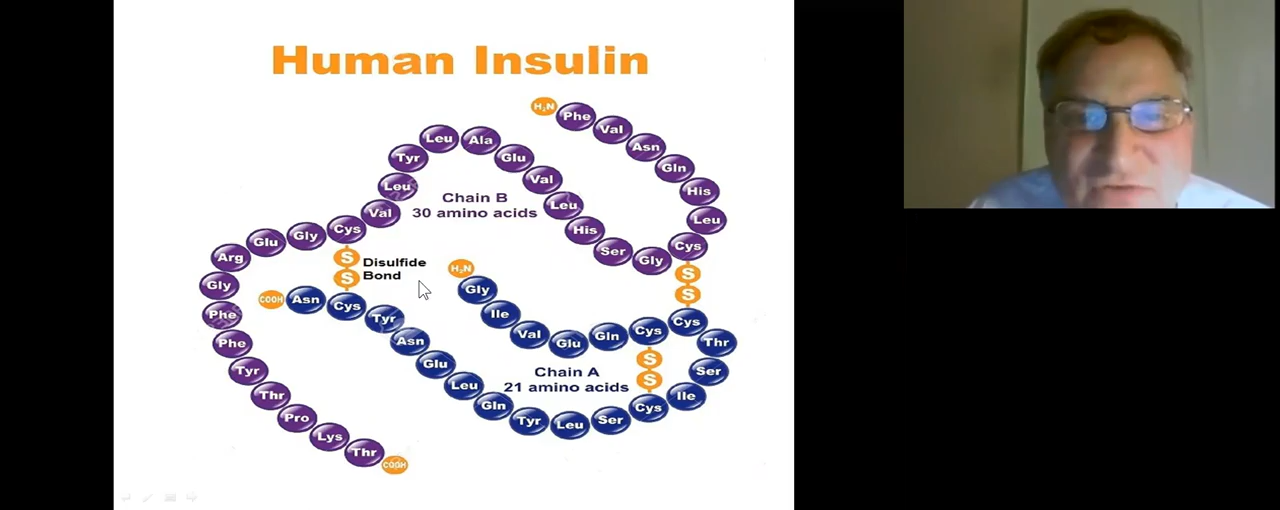 Human Insulin
H₂N Phe Val Asn Gln His Leu Cys Gly Ser His Leu Val Glu Ala Leu Tyr Leu Val Cys Gly Glu Arg Gly Phe Phe Tyr Thr Pro Lys Thr COOH
Chain B
30 amino acids
S
S
Disulfide
Bond
S
S
H₂N Gly Ile Val Glu Gln Cys Cys Thr Ser Ile Cys Ser Leu Tyr Gln Leu Glu Asn Tyr Cys Asn COOH
S
S
Chain A
21 amino acids